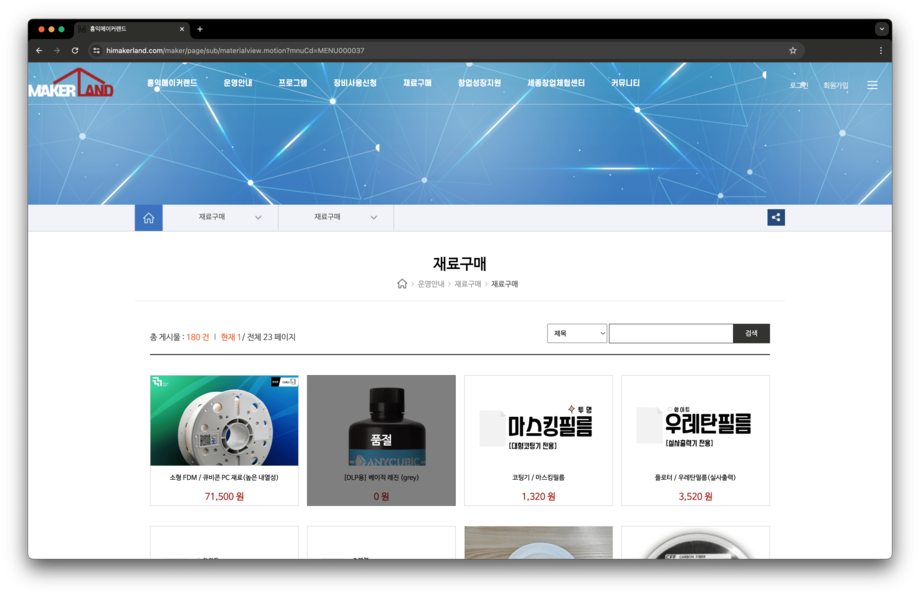 홍익메이커랜드
himakerland.com/maker/page/sub/materialview.motion?mnuCd=MENU000037
MAKER LAND
홍익메이커랜드 운영안내 프로그램 장비사용신청 재료구매 창업성장지원 세종창업체험센터 커뮤니티
로그인 회원가입
재료구매 재료구매
재료구매
운영안내 > 재료구매 > 재료구매
총 게시물 : 180 건 | 현재 1/ 전체 23 페이지
제목 검색
품절
ANYCUBIC
투명
마스킹필름
[대형코팅기 전용]
화이트
우레탄필름
[실사출력기 전용]
소형 FDM / 큐비콘 PC 재료(높은 내열성)
71,500 원
[DLP용] 베이직 레진 (grey)
0 원
코팅기 / 마스킹필름
1,320 원
플로터 / 우레탄필름(실사출력)
3,520 원
CARBON FIBER